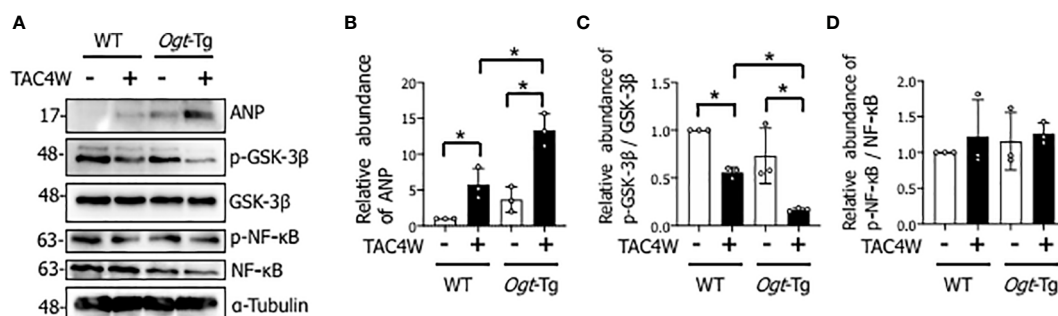 A
WT Ogt-Tg
TAC4W - + - +
17- ANP
48- p-GSK-3β
48- GSK-3β
63- p-NF-κB
63- NF-κB
48- α-Tubulin
B
Relative abundance
of ANP
20
15
10
5
0
*
*
*
TAC4W - + - +
WT Ogt-Tg
C
Relative abundance of
p-GSK-3β / GSK-3β
1.5
1.0
0.5
0.0
*
*
*
TAC4W - + - +
WT Ogt-Tg
D
Relative abundance of
p-NF-κB / NF-κB
2.0
1.5
1.0
0.5
0.0
TAC4W - + - +
WT Ogt-Tg